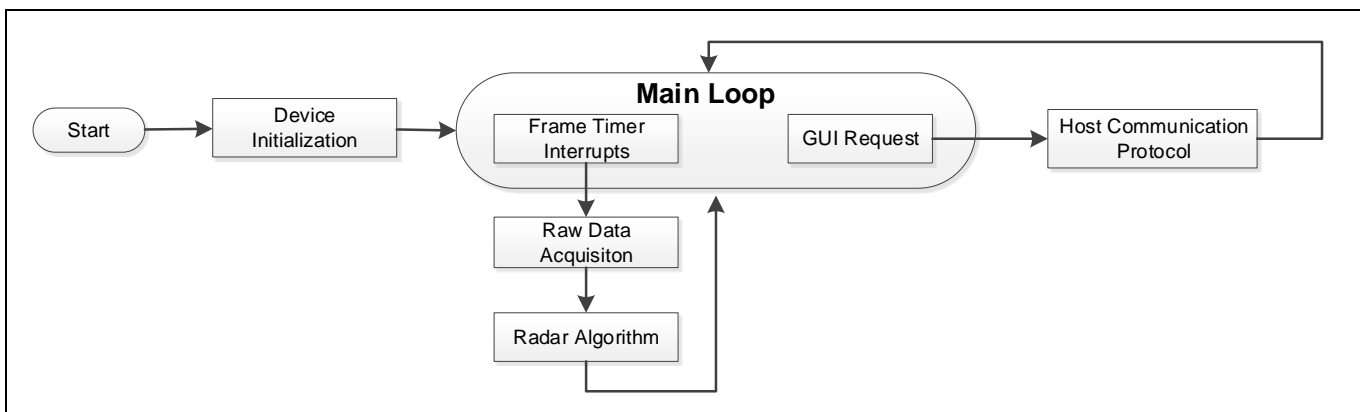 Main Loop
Start
Device
Initialization
Frame Timer
Interrupts
GUI Request
Host Communication
Protocol
Raw Data
Acquisiton
Radar Algorithm